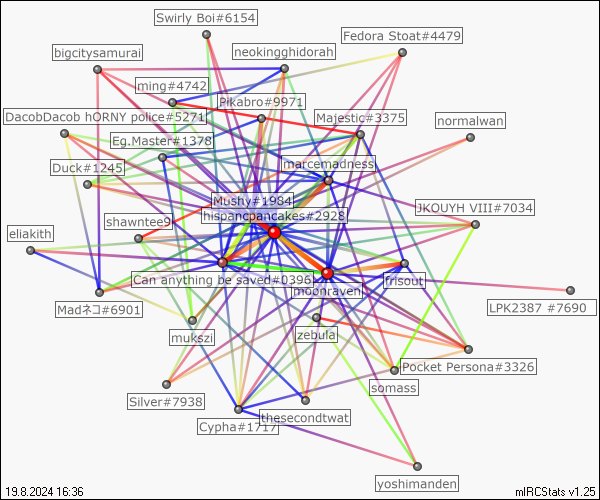 Swirly Boi#6154
Fedora Stoat#4479
bigcitysamurai
neokingghidorah
ming#4742
Pikabro#9971
DacobDacob hORNY police#5271
Majestic#3375
normalwan
Eg.Master#1378
Duck#1245
marcemadness
Mushy#1984
hispancpancakes#2928
JKOUYH VIII#7034
shawntee9
eliakith
Can anything be saved#0396
frisout
moonraven
Madネコ#6901
LPK2387 #7690
mukszi
zebula
Pocket Persona#3326
somass
Silver#7938
thesecondtwat
Cypha#1717
yoshimanden
19.8.2024 16:36
mIRCStats v1.25